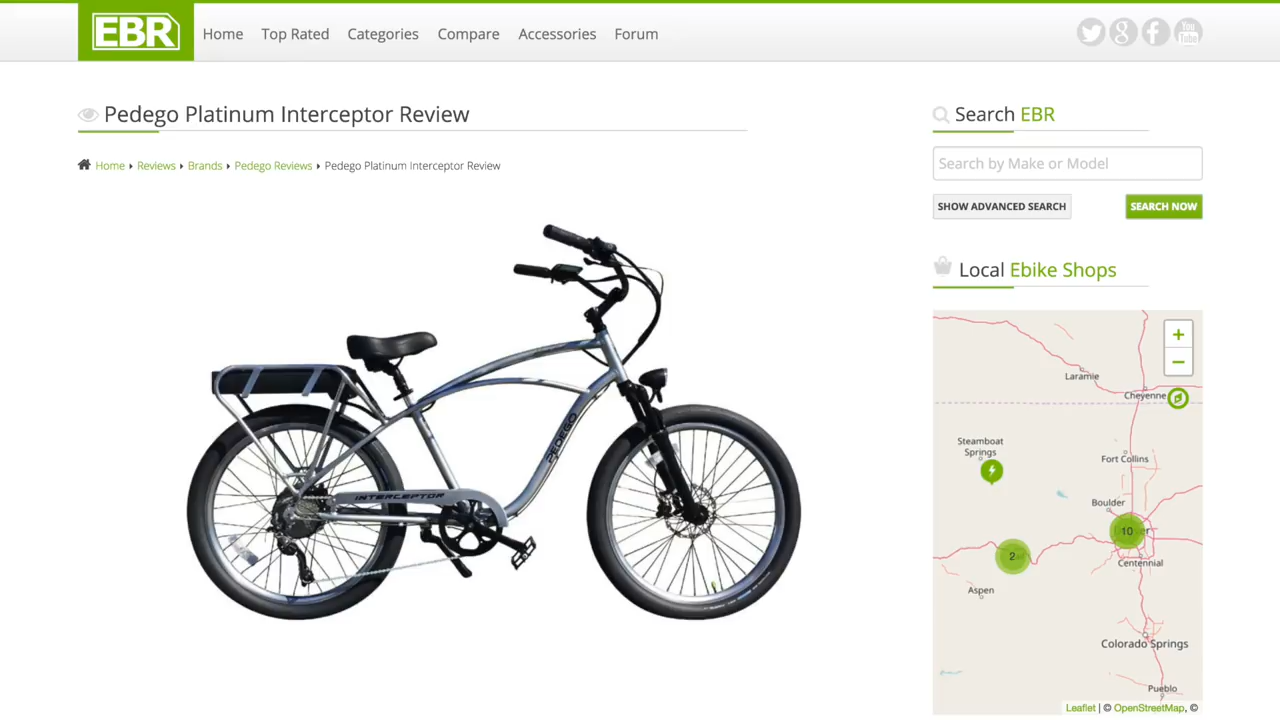 EBR Home Top Rated Categories Compare Accessories Forum You Tube
Pedego Platinum Interceptor Review
Home Reviews Brands Pedego Reviews Pedego Platinum Interceptor Review
PEDEGO
INTERCEPTOR
Search EBR
Search by Make or Model
SHOW ADVANCED SEARCH SEARCH NOW
Local Ebike Shops
+
−
Laramie
Cheyenne
Steamboat
Springs
Fort Collins
Boulder
10
2
Centennial
Aspen
Colorado Springs
Pueblo
Leaflet | © OpenStreetMap, ©